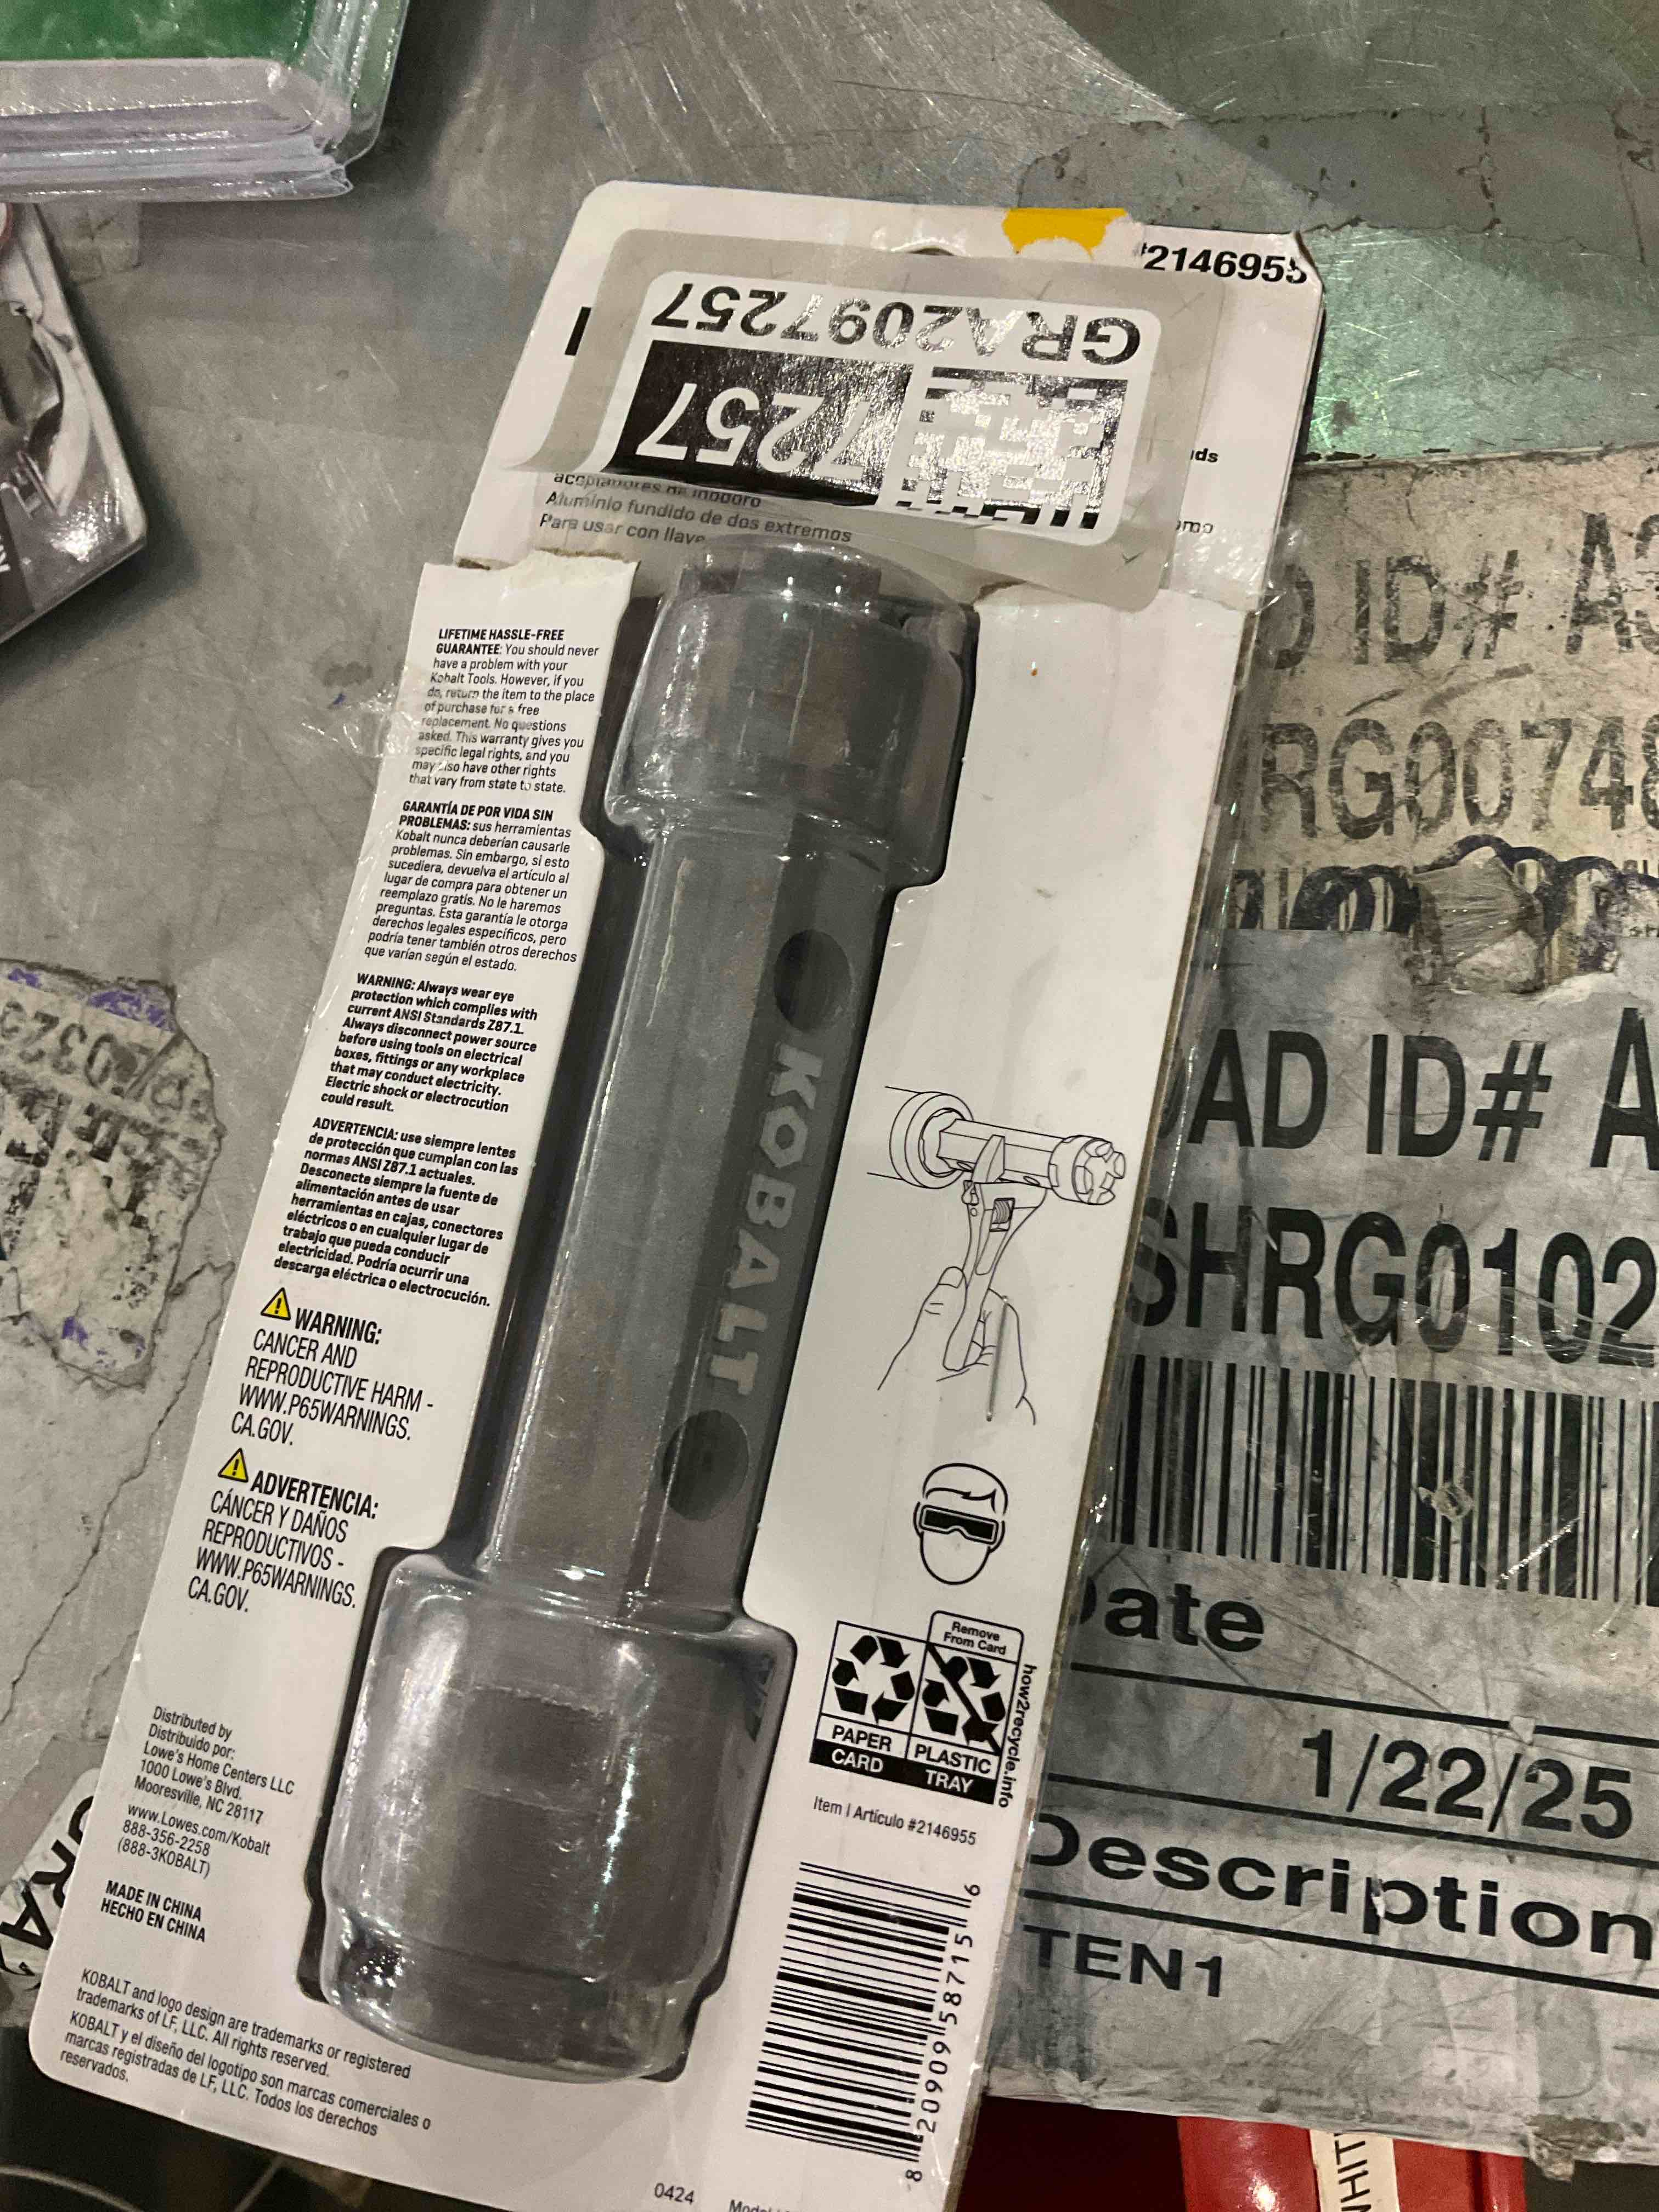 #2146955
GRA2097257
7257
acopladores de inodoro
Aluminio fundido de dos extremos
Para usar con llave
LIFETIME HASSLE-FREE
GUARANTEE: You should never
have a problem with your
Kobalt Tools. However, if you
do, return the item to the place
of purchase for a free
replacement. No questions
asked. This warranty gives you
specific legal rights, and you
may also have other rights
that vary from state to state.
GARANTÍA DE POR VIDA SIN
PROBLEMAS: sus herramientas
Kobalt nunca deberían causarle
problemas. Sin embargo, si esto
sucediera, devuelva el artículo al
lugar de compra para obtener un
reemplazo gratis. No le haremos
preguntas. Esta garantía le otorga
derechos legales específicos, pero
podría tener también otros derechos
que varían según el estado.
WARNING: Always wear eye
protection which complies with
current ANSI Standards Z87.1.
Always disconnect power source
before using tools on electrical
boxes, fittings or any workplace
that may conduct electricity.
Electric shock or electrocution
could result.
ADVERTENCIA: use siempre lentes
de protección que cumplan con las
normas ANSI Z87.1 actuales.
Desconecte siempre la fuente de
alimentación antes de usar
herramientas en cajas, conectores
eléctricos o en cualquier lugar de
trabajo que pueda conducir
electricidad. Podría ocurrir una
descarga eléctrica o electrocución.
WARNING:
CANCER AND
REPRODUCTIVE HARM -
WWW.P65WARNINGS.
CA.GOV.
ADVERTENCIA:
CÁNCER Y DAÑOS
REPRODUCTIVOS -
WWW.P65WARNINGS.
CA.GOV.
Distributed by
Distribuido por:
Lowe's Home Centers LLC
1000 Lowe's Blvd.
Mooresville, NC 28117
www.Lowes.com/Kobalt
888-356-2258
(888-3KOBALT)
MADE IN CHINA
HECHO EN CHINA
KOBALT and logo design are trademarks or registered
trademarks of LF, LLC. All rights reserved.
KOBALT y el diseño del logotipo son marcas comerciales o
marcas registradas de LF, LLC. Todos los derechos
reservados.
KOBALT
Remove
From Card
PAPER
CARD
PLASTIC
TRAY
how2recycle.info
Item | Artículo #2146955
8 20909 58715 6
0424
Model
ID# A
RG00748
AD ID# A
SHRG0102
Date
1/22/25
Description
TEN1